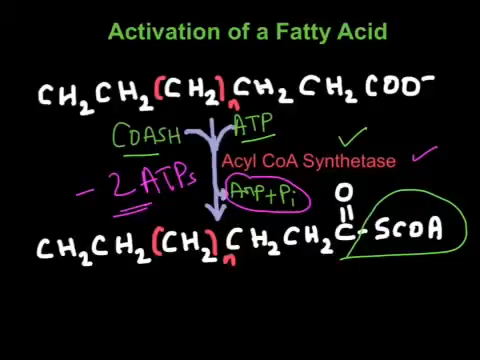 Activation of a Fatty Acid
CH2CH2(CH2)nCH2CH2COO-
COASH ATP
Acyl CoA Synthetase
- 2 ATPs
AMP+Pi
O
CH2CH2(CH2)nCH2CH2C-SCOA